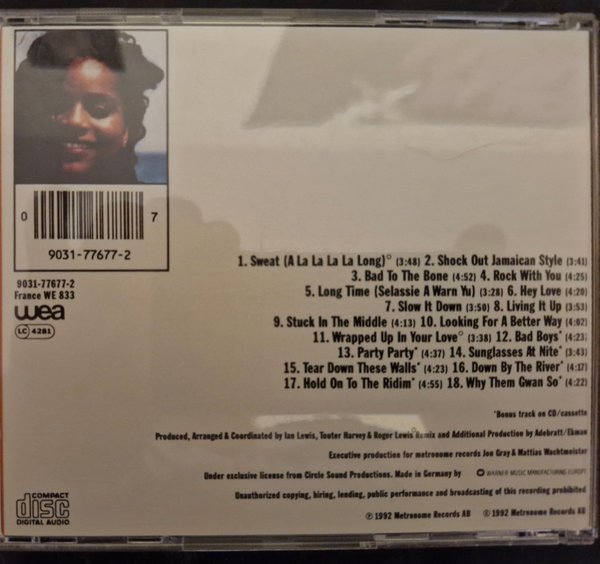 0 7
9031-77677-2
9031-77677-2
France WE 833
wea
LC 4281
1. Sweat (A La La La La Long)° (3:48) 2. Shock Out Jamaican Style (3:41)
3. Bad To The Bone (4:52) 4. Rock With You (4:25)
5. Long Time (Selassie A Warn Yu) (3:28) 6. Hey Love (4:20)
7. Slow It Down (3:50) 8. Living It Up (3:53)
9. Stuck In The Middle (4:13) 10. Looking For A Better Way (4:02)
11. Wrapped Up In Your Love° (3:38) 12. Bad Boys* (4:23)
13. Party Party* (4:37) 14. Sunglasses At Nite* (3:43)
15. Tear Down These Walls* (4:23) 16. Down By The River* (4:17)
17. Hold On To The Ridim* (4:55) 18. Why Them Gwan So* (4:22)
*Bonus track on CD/cassette
Produced, Arranged & Coordinated by Ian Lewis, Touter Harvey & Roger Lewis °Remix and Additional Production by Adebratt/Ekman
Executive production for metronome records Jon Gray & Mattias Wachtmeister
Under exclusive license from Circle Sound Productions. Made in Germany by WARNER MUSIC MANUFACTURING EUROPE
Unauthorized copying, hiring, lending, public performance and broadcasting of this recording prohibited
COMPACT
disc
DIGITAL AUDIO
℗ 1992 Metronome Records AB © 1992 Metronome Records AB